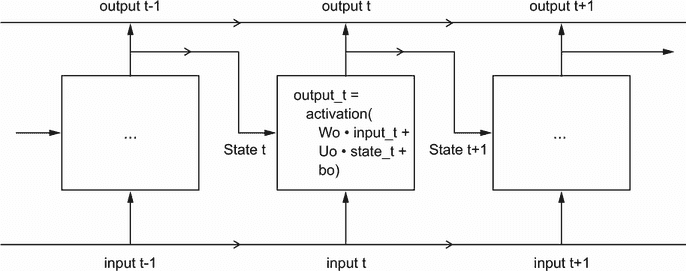 output t-1
output t
output t+1
...
output_t =
activation(
Wo • input_t +
Uo • state_t +
bo)
...
State t
State t+1
input t-1
input t
input t+1